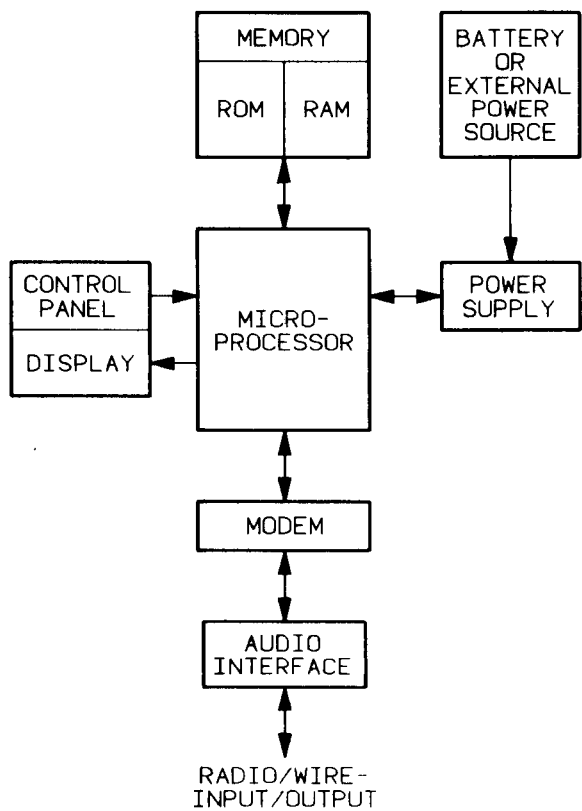 MEMORY
ROM
RAM
BATTERY
OR
EXTERNAL
POWER
SOURCE
CONTROL
PANEL
DISPLAY
MICRO-
PROCESSOR
POWER
SUPPLY
MODEM
AUDIO
INTERFACE
RADIO/WIRE-
INPUT/OUTPUT